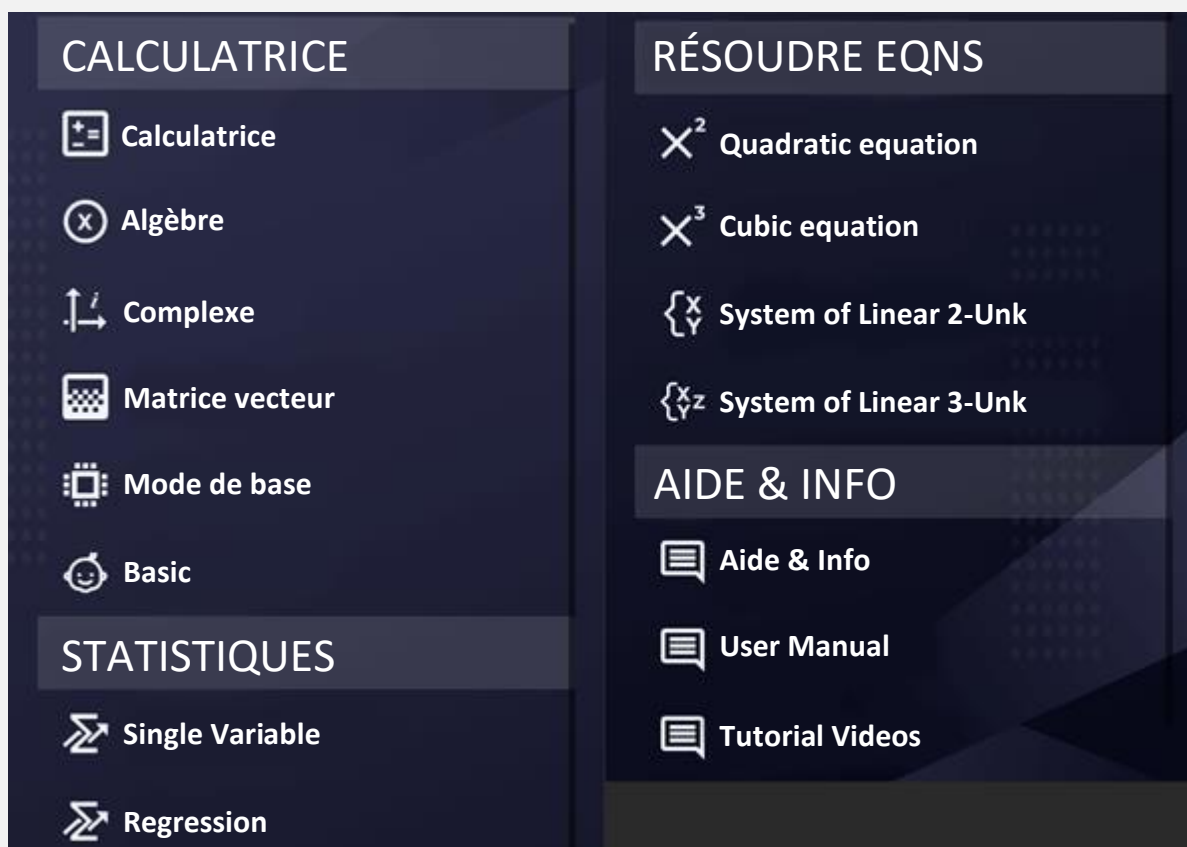 CALCULATRICE
Calculatrice
Algèbre
Complexe
Matrice vecteur
Mode de base
Basic
STATISTIQUES
Single Variable
Regression
RÉSOUDRE EQNS
Quadratic equation
Cubic equation
System of Linear 2-Unk
System of Linear 3-Unk
AIDE & INFO
Aide & Info
User Manual
Tutorial Videos